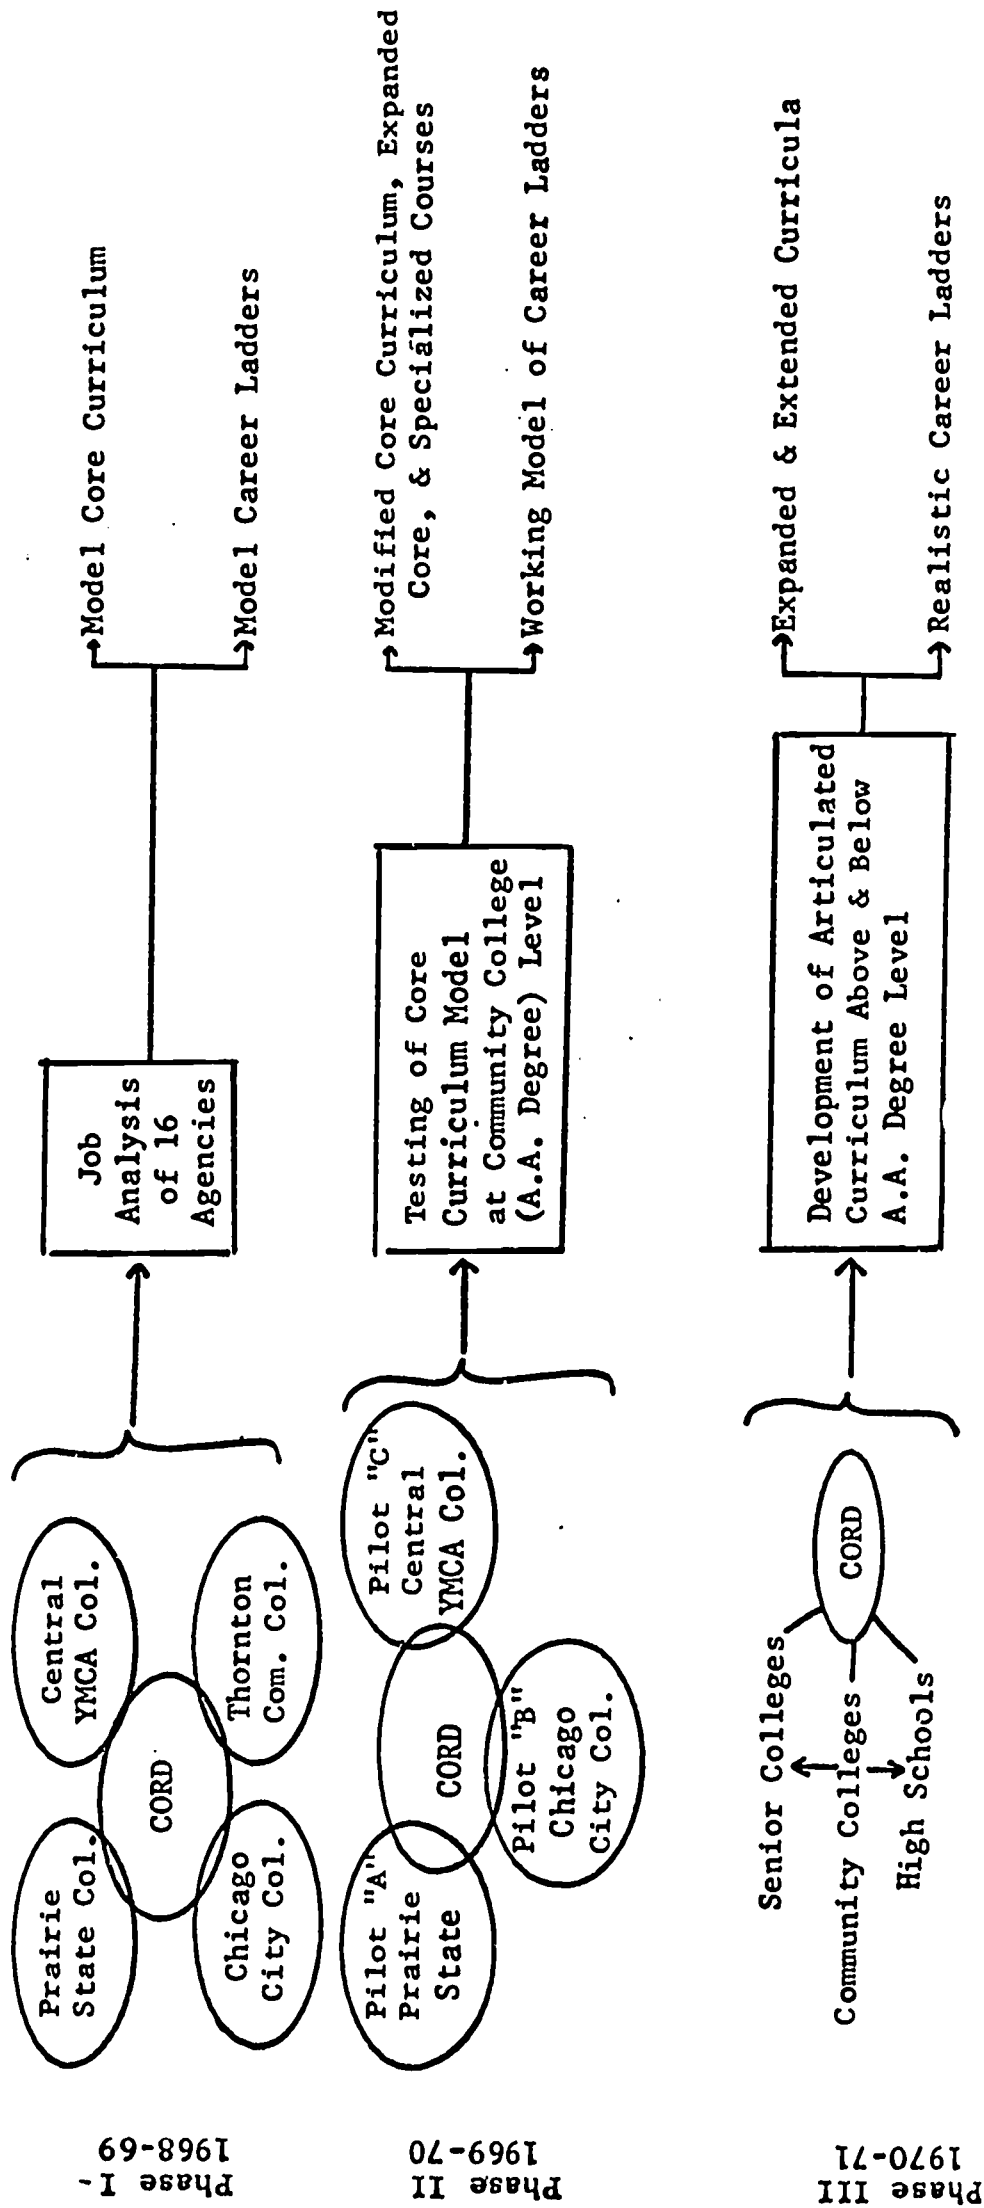 Phase I-
1968-69
Prairie
State Col.
Central
YMCA Col.
CORD
Chicago
City Col.
Thornton
Com. Col.
Job
Analysis
of 16
Agencies
Model Core Curriculum
Model Career Ladders
Phase II
1969-70
Pilot "A"
Prairie
State
CORD
Pilot "B"
Chicago
City Col.
Pilot "C"
Central
YMCA Col.
Testing of Core
Curriculum Model
at Community College
(A.A. Degree) Level
Modified Core Curriculum, Expanded
Core, & Specialized Courses
Working Model of Career Ladders
Phase III
1970-71
Senior Colleges
Community Colleges
High Schools
CORD
Development of Articulated
Curriculum Above & Below
A.A. Degree Level
Expanded & Extended Curricula
Realistic Career Ladders